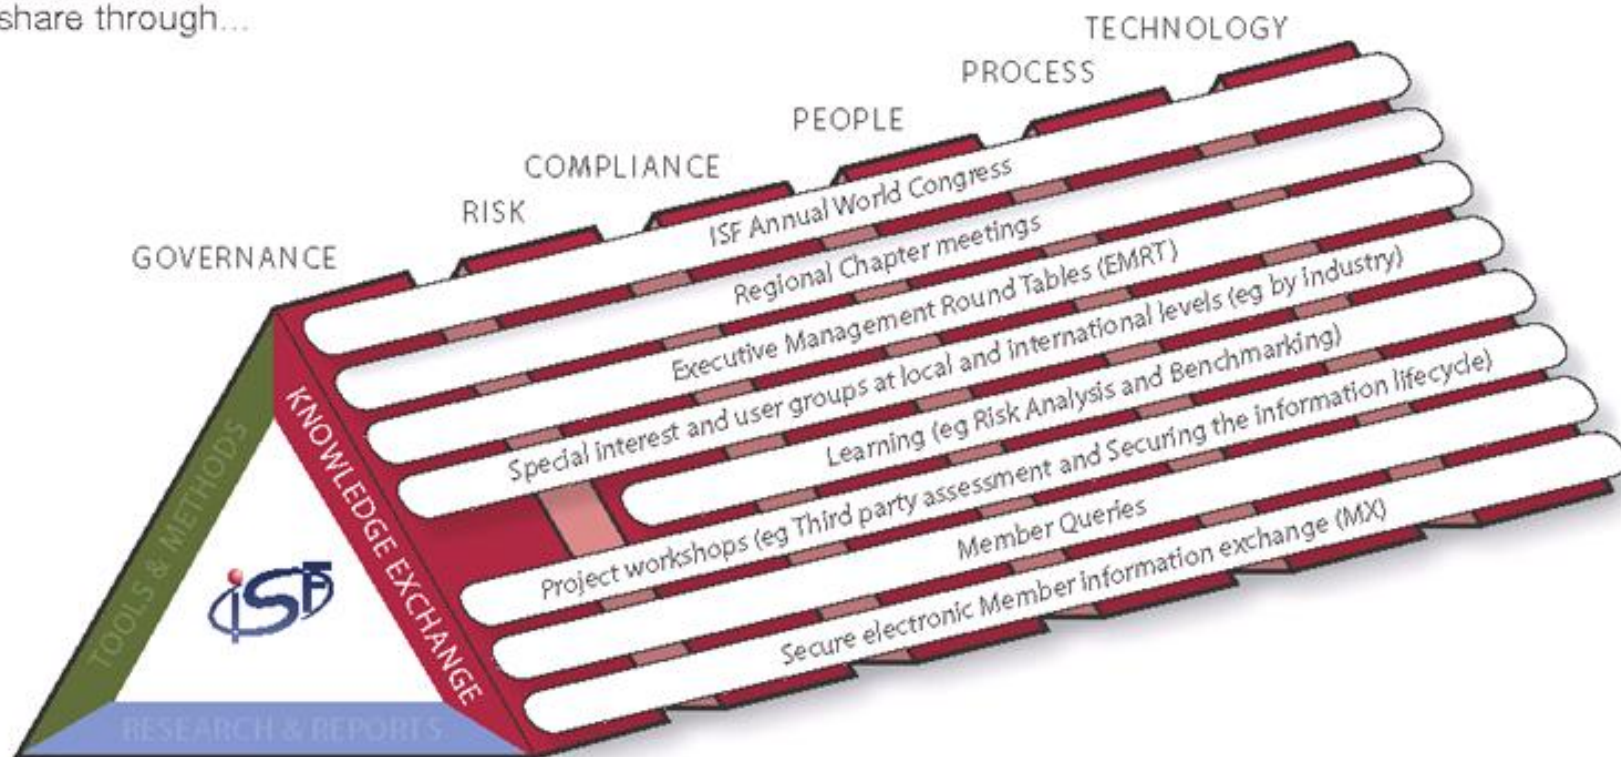 share through...
TECHNOLOGY
PROCESS
PEOPLE
COMPLIANCE
RISK
GOVERNANCE
ISF Annual World Congress
Regional Chapter meetings
Executive Management Round Tables (EMRT)
Special interest and user groups at local and international levels (eg by industry)
Learning (eg Risk Analysis and Benchmarking)
Project workshops (eg Third party assessment and Securing the information lifecycle)
Member Queries
Secure electronic Member information exchange (MX)
KNOWLEDGE EXCHANGE
TOOLS & METHODS
iSF
RESEARCH & REPORTS